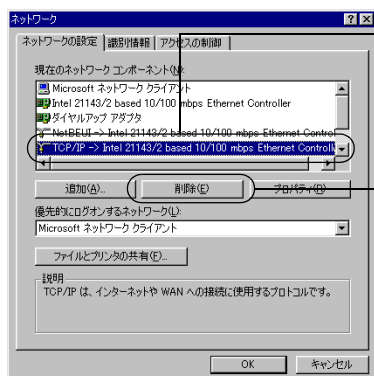 ネットワーク
ネットワークの設定 識別情報 アクセスの制御
現在のネットワーク コンポーネント(N):
Microsoft ネットワーク クライアント
Intel 21143/2 based 10/100 mbps Ethernet Controller
ダイヤルアップ アダプタ
NetBEUI -> Intel 21143/2 based 10/100 mbps Ethernet Control
TCP/IP -> Intel 21143/2 based 10/100 mbps Ethernet Controlle
追加(A)... 削除(E) プロパティ(R)
優先的にログオンするネットワーク(L):
Microsoft ネットワーク クライアント
ファイルとプリンタの共有(F)...
説明
TCP/IP は、インターネットや WAN への接続に使用するプロトコルです。
OK キャンセル